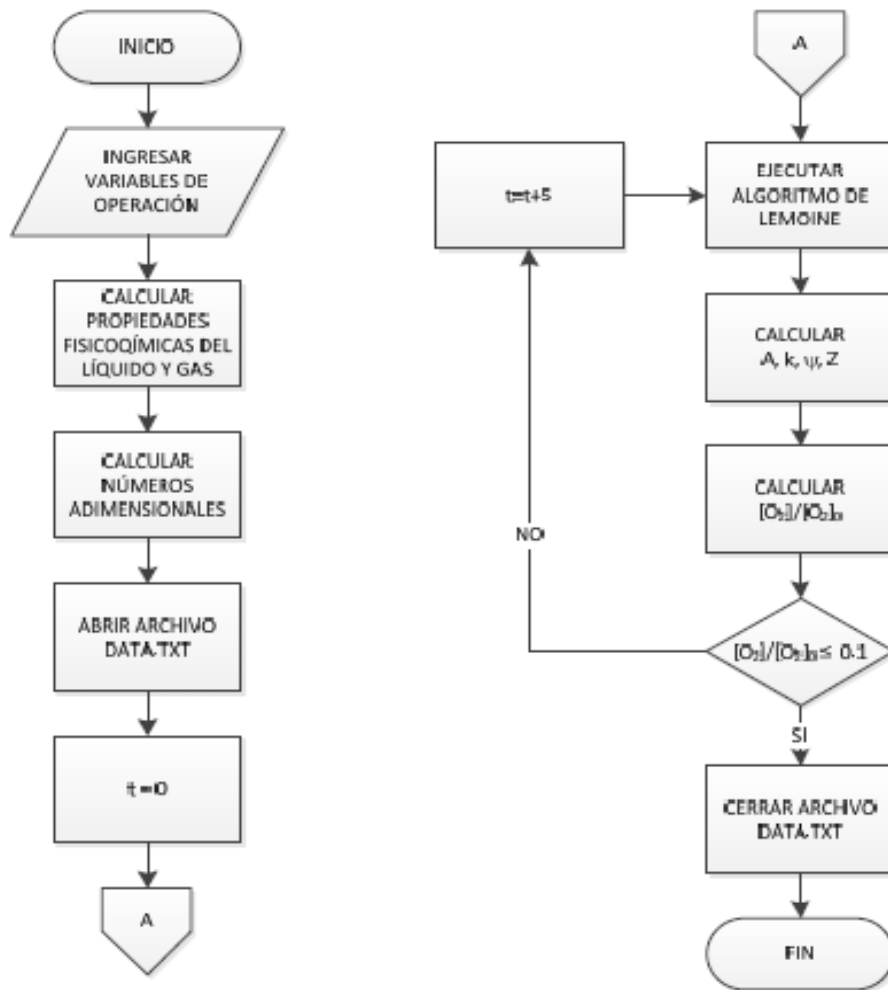 INICIO
INGRESAR
VARIABLES DE
OPERACIÓN
CALCULAR
PROPIEDADES
FISICOQÍMICAS DEL
LÍQUIDO Y GAS
CALCULAR
NÚMEROS
ADIMENSIONALES
ABRIR ARCHIVO
DATA.TXT
t =0
A
A
EJECUTAR
ALGORITMO DE
LEMOINE
t=t+5
CALCULAR
A, k, ψ, Z
CALCULAR
[O₂]/[O₂]₀
NO
[O₂]/[O₂]₀ ≤ 0.1
SI
CERRAR ARCHIVO
DATA.TXT
FIN